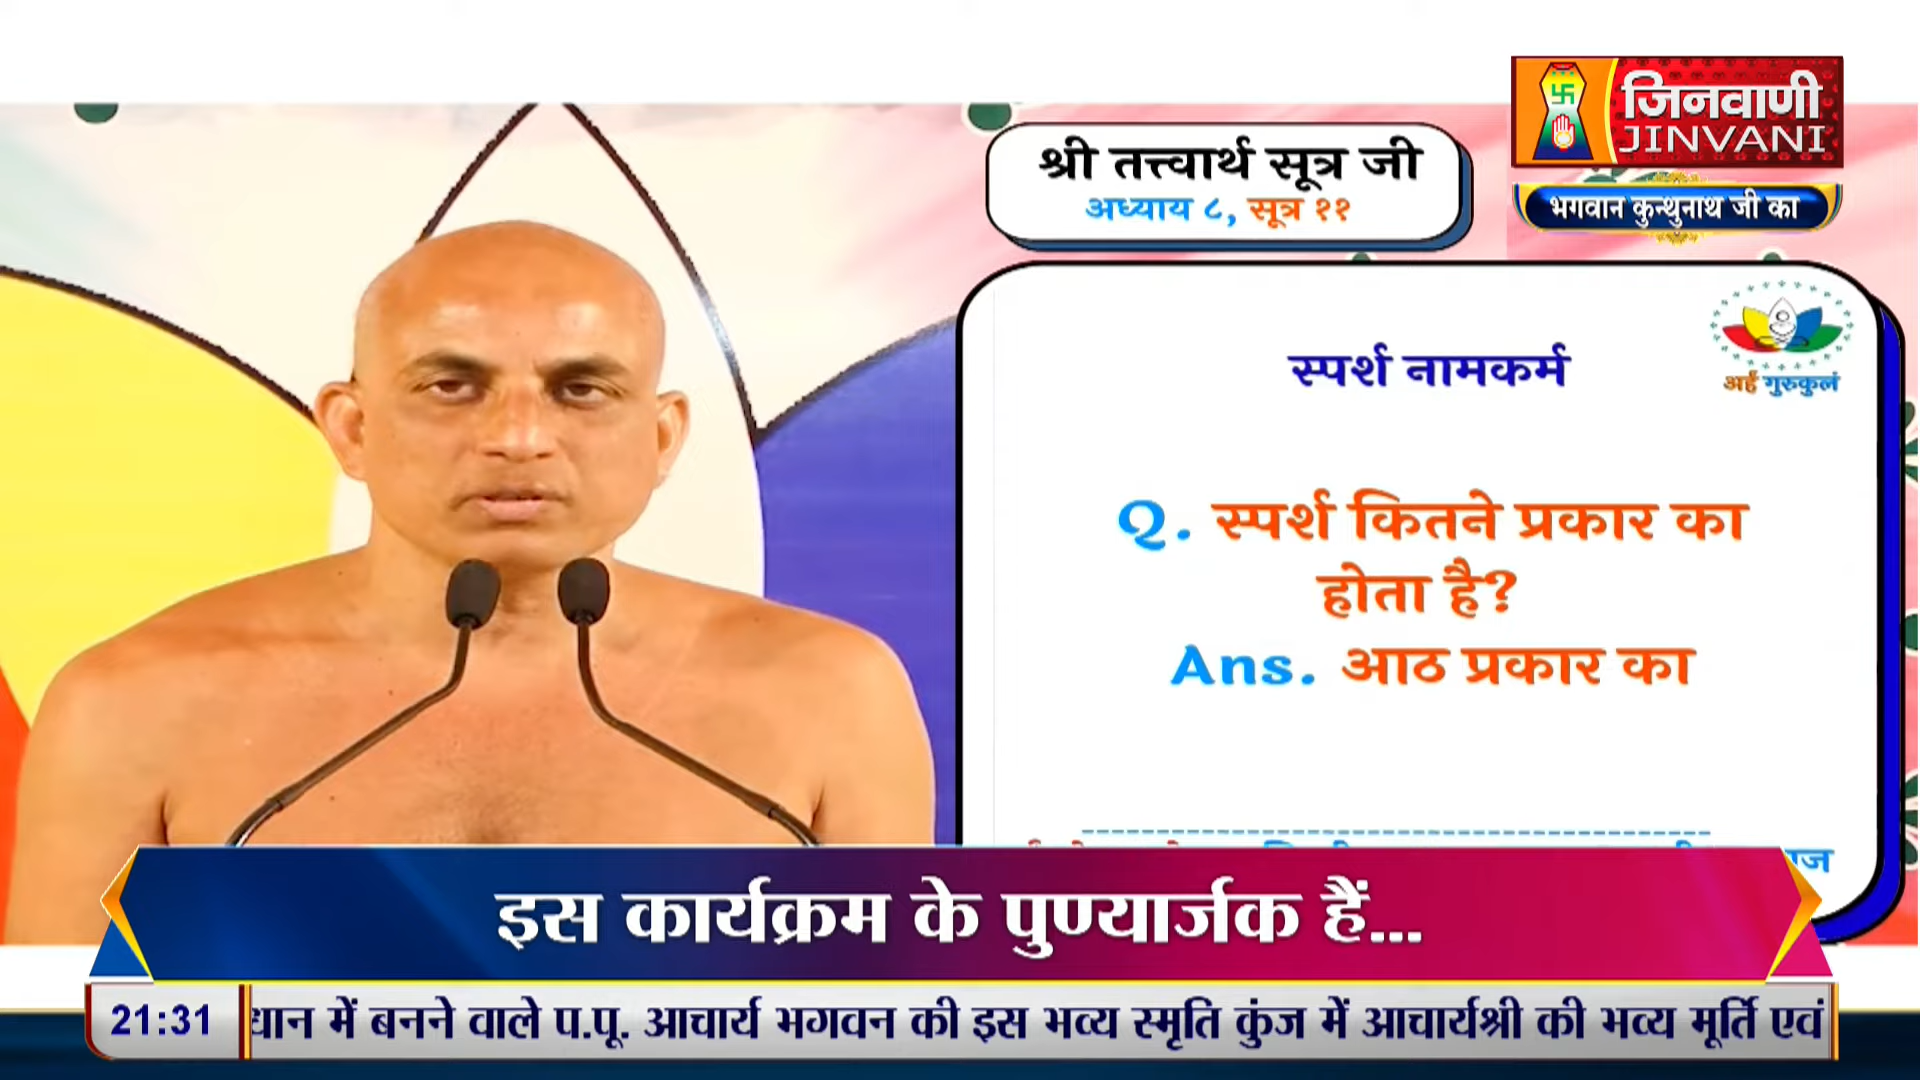 जिनवाणी
JINVANI
भगवान कुन्थुनाथ जी का
श्री तत्त्वार्थ सूत्र जी
अध्याय ८, सूत्र ११
अर्हं गुरुकुलं
स्पर्श नामकर्म
Q. स्पर्श कितने प्रकार का
होता है?
Ans. आठ प्रकार का
इस कार्यक्रम के पुण्यार्जक हैं...
21:31
में बनने वाले प.पू. आचार्य भगवन की इस भव्य स्मृति कुंज में आचार्यश्री की भव्य मूर्ति एवं